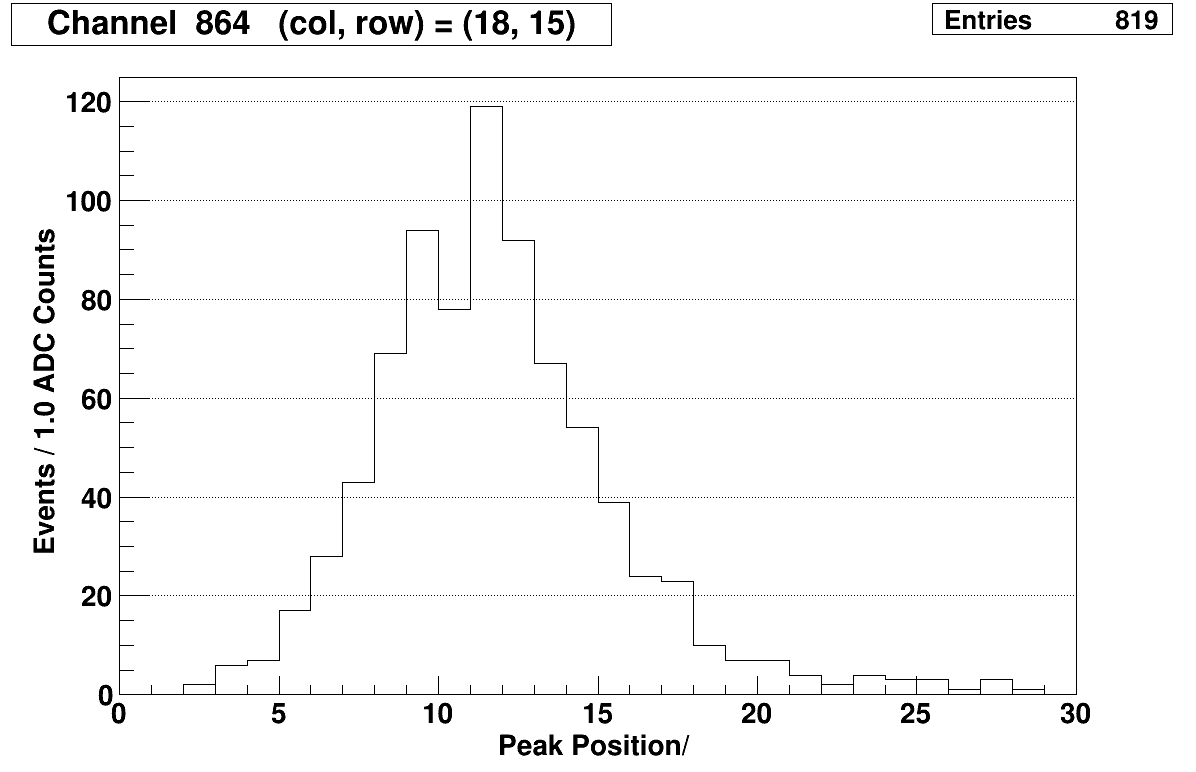 Channel 864 (col, row) = (18, 15)
Entries 819
120
100
80
60
40
20
0
Events / 1.0 ADC Counts
0 5 10 15 20 25 30
Peak Position/